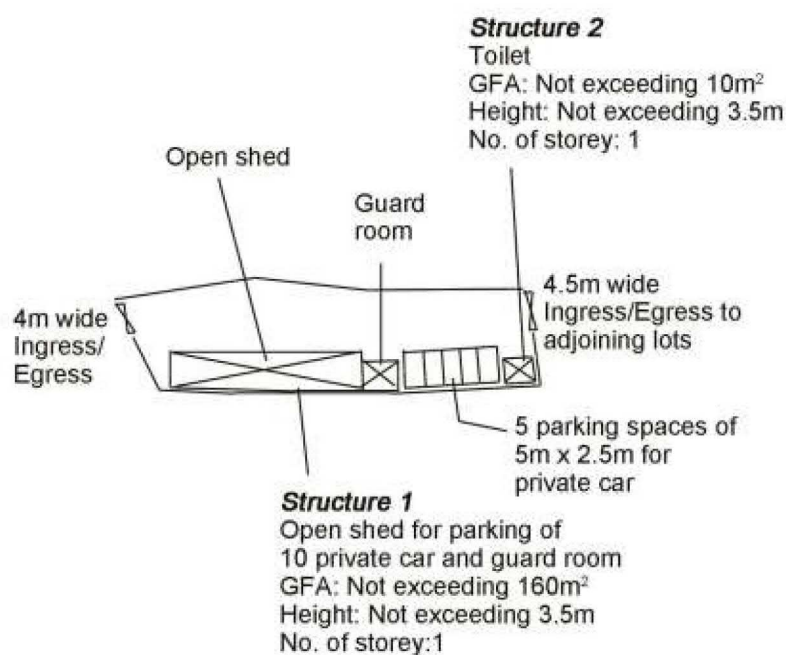 Structure 2
Toilet
GFA: Not exceeding 10m²
Height: Not exceeding 3.5m
No. of storey: 1
Open shed
Guard
room
4m wide
Ingress/
Egress
4.5m wide
Ingress/Egress to
adjoining lots
5 parking spaces of
5m x 2.5m for
private car
Structure 1
Open shed for parking of
10 private car and guard room
GFA: Not exceeding 160m²
Height: Not exceeding 3.5m
No. of storey:1